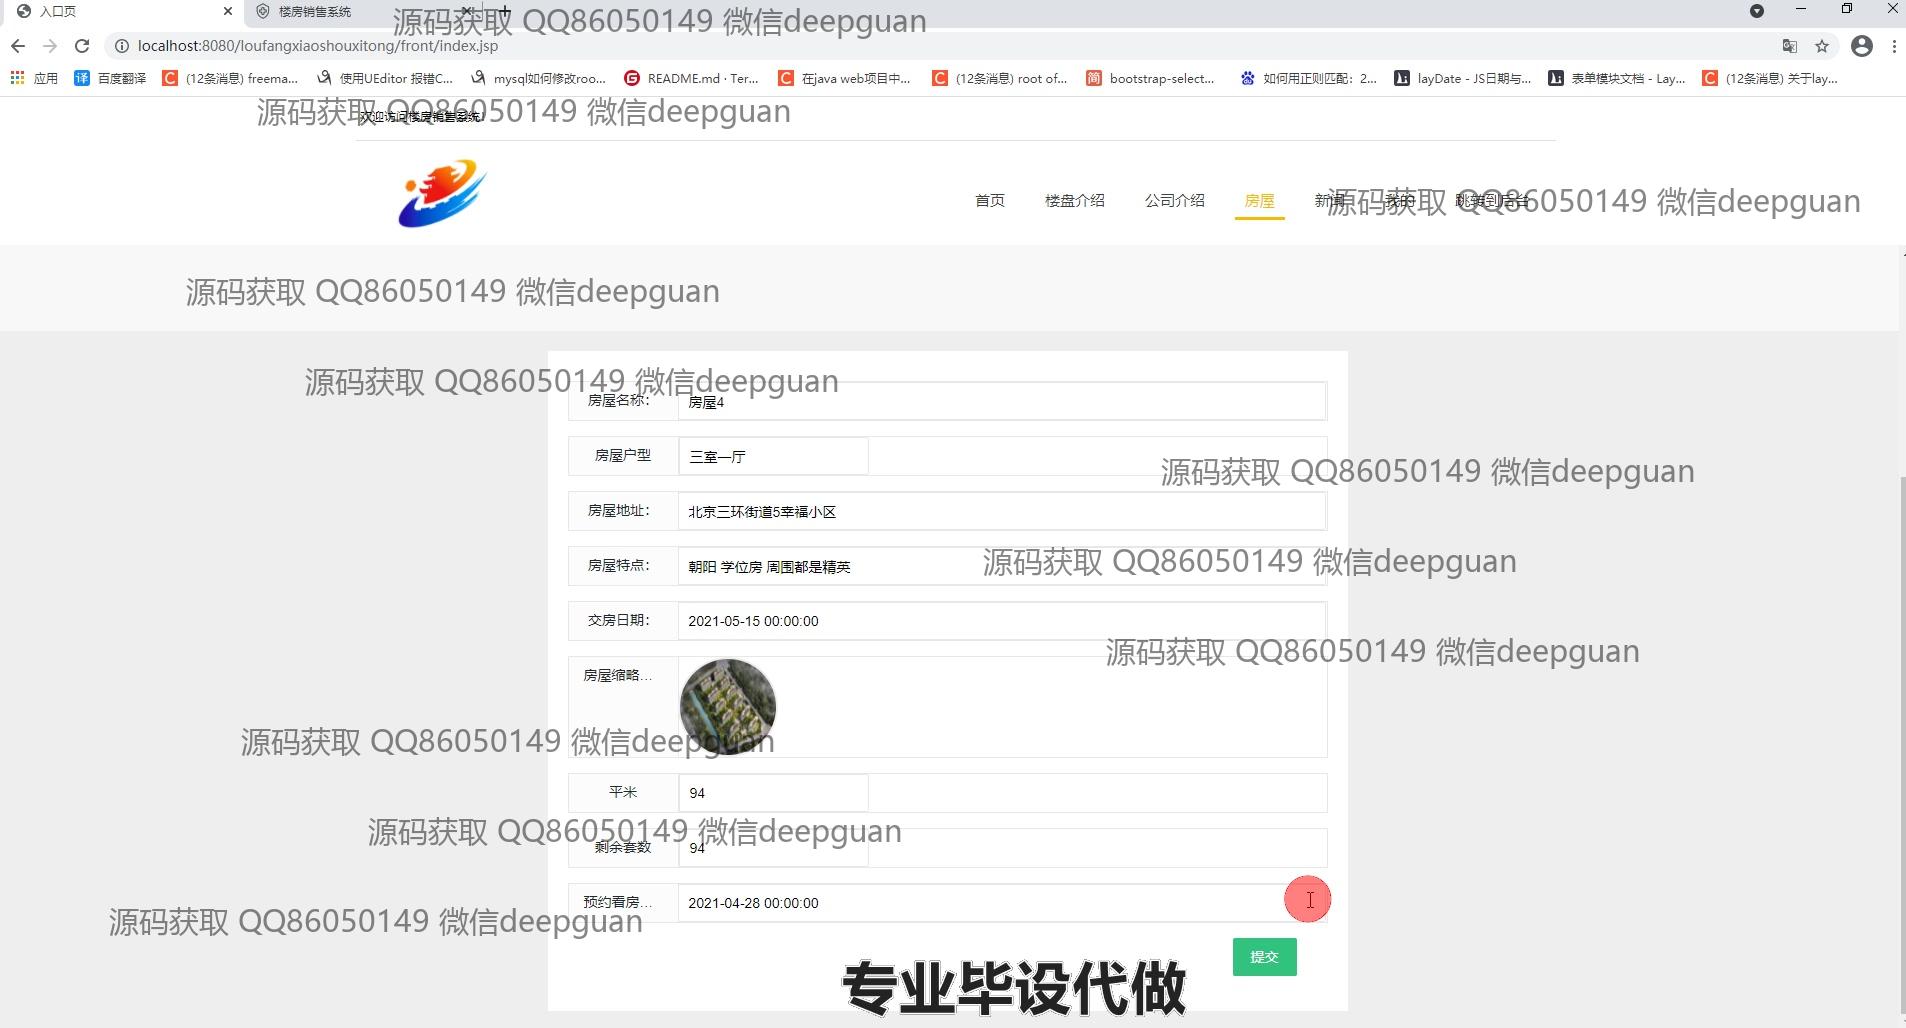 入口页
楼房销售系统
源码获取 QQ86050149 微信deepguan
localhost:8080/loufangxiaoshouxitong/front/index.jsp
应用
百度翻译
(12条消息) freema...
使用UEditor 报错C...
mysql如何修改roo...
README.md · Ter...
在java web项目中...
(12条消息) root of...
bootstrap-select...
如何用正则匹配：2...
layDate - JS日期与...
表单模块文档 - Lay...
(12条消息) 关于lay...
源码获取 QQ86050149 微信deepguan
欢迎访问楼房销售系统！
首页
楼盘介绍
公司介绍
房屋
新闻
我的
跳转到后台
源码获取 QQ86050149 微信deepguan
源码获取 QQ86050149 微信deepguan
源码获取 QQ86050149 微信deepguan
房屋名称： 房屋4
房屋户型 三室一厅
源码获取 QQ86050149 微信deepguan
房屋地址： 北京三环街道5幸福小区
房屋特点： 朝阳 学位房 周围都是精英
源码获取 QQ86050149 微信deepguan
交房日期： 2021-05-15 00:00:00
源码获取 QQ86050149 微信deepguan
房屋缩略...
源码获取 QQ86050149 微信deepguan
平米 94
源码获取 QQ86050149 微信deepguan
剩余套数 94
预约看房... 2021-04-28 00:00:00
源码获取 QQ86050149 微信deepguan
提交
专业毕设代做